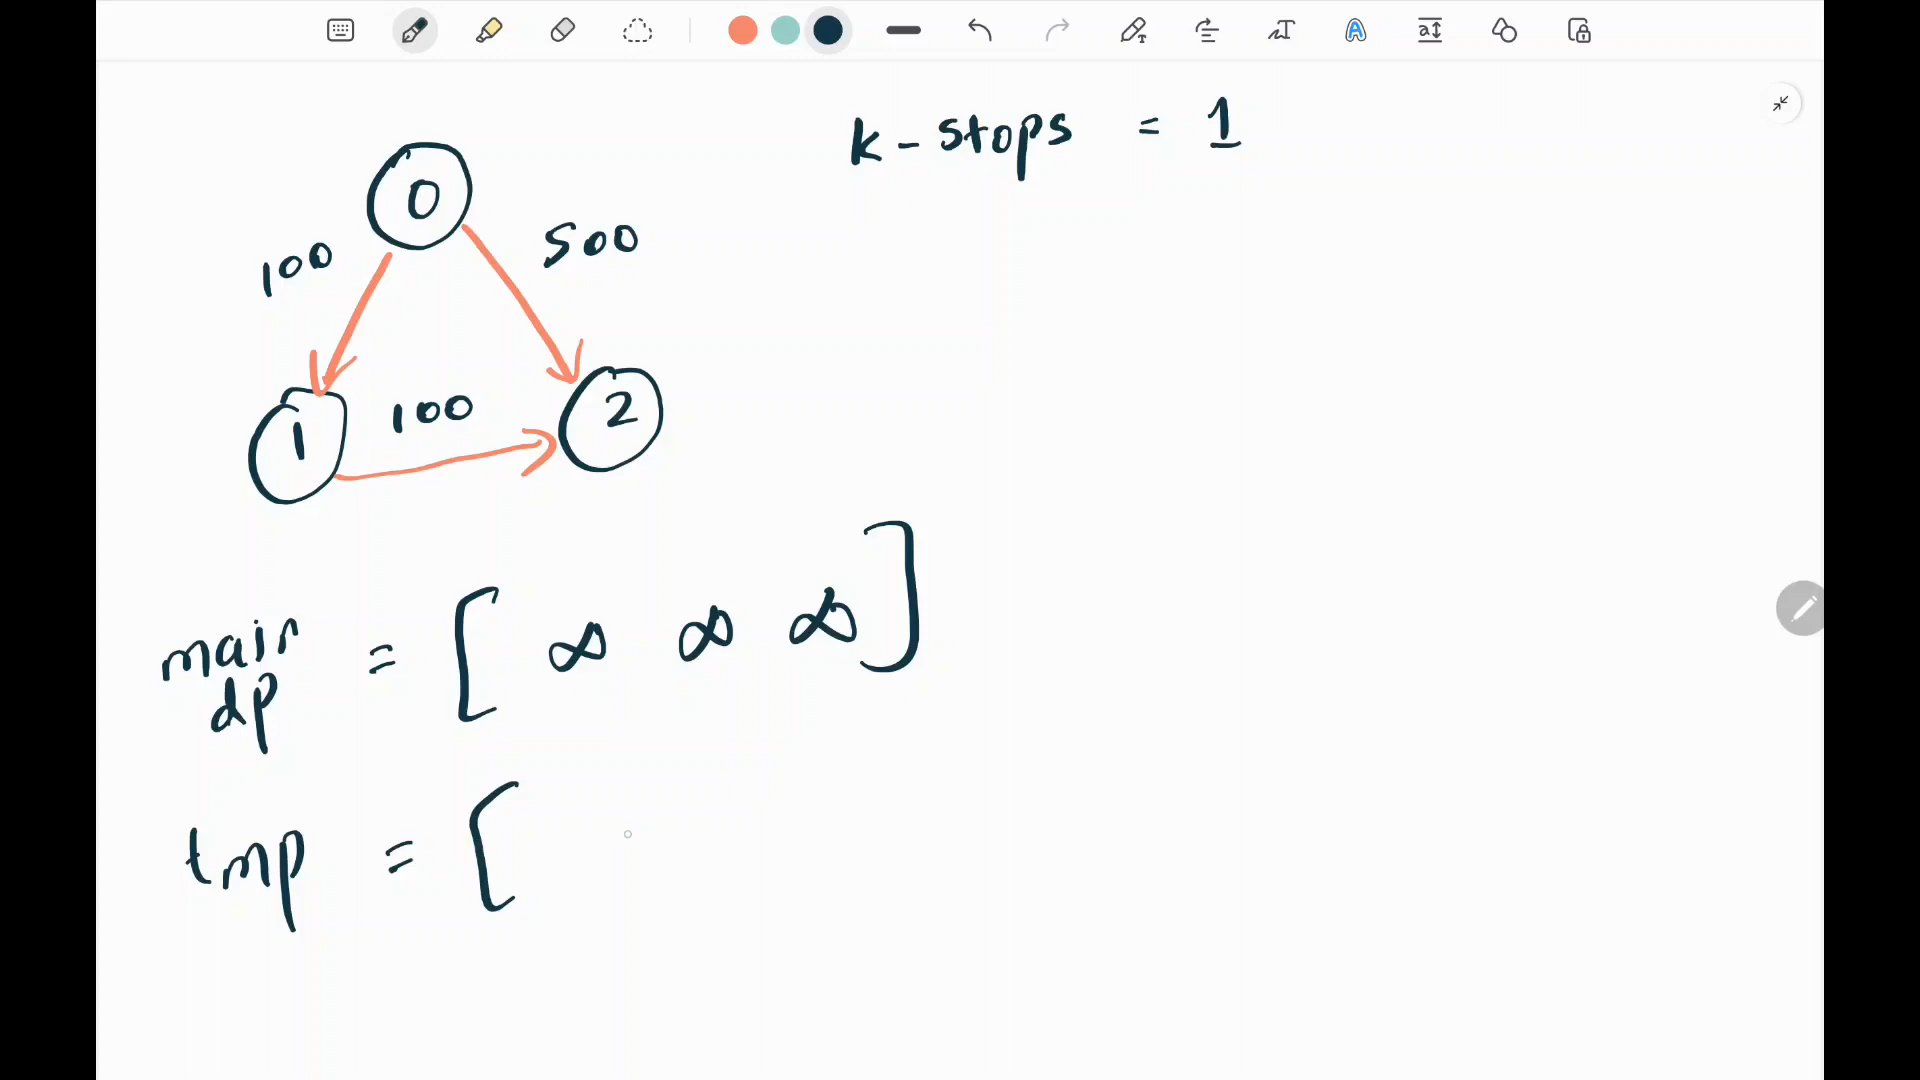 k - stops = 1
0
100
500
1
100
2
main dp = [ ∞ ∞ ∞ ]
tmp = [